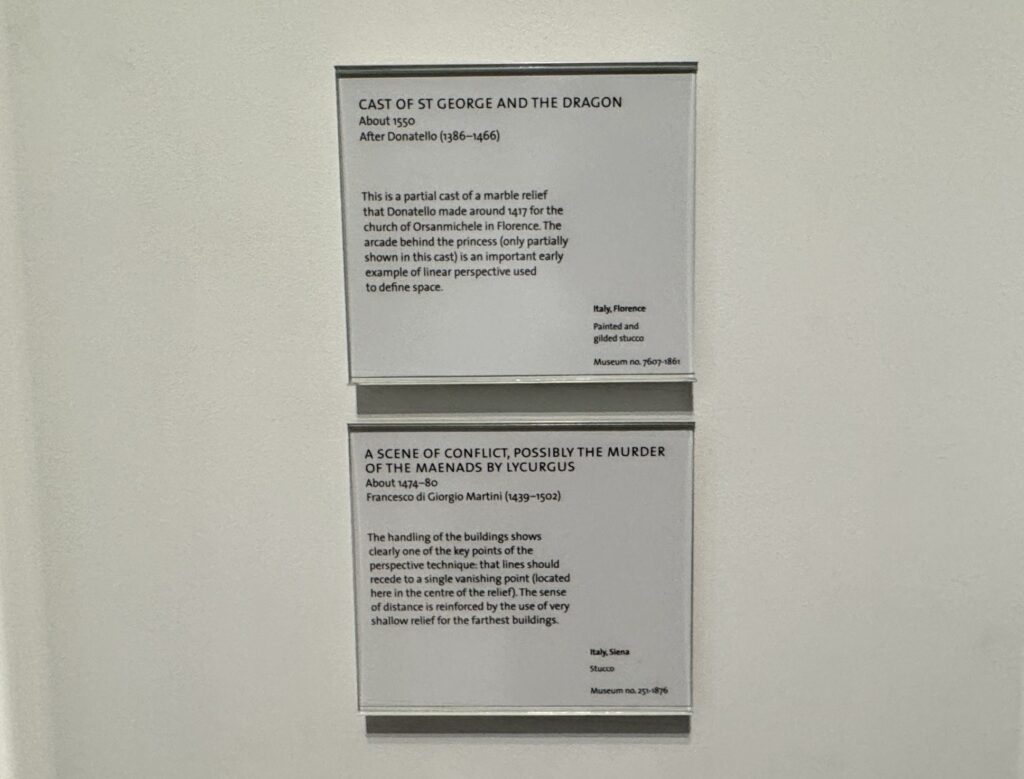 CAST OF ST GEORGE AND THE DRAGON
About 1550
After Donatello (1386–1466)
This is a partial cast of a marble relief
that Donatello made around 1417 for the
church of Orsanmichele in Florence. The
arcade behind the princess (only partially
shown in this cast) is an important early
example of linear perspective used
to define space.
Italy, Florence
Painted and
gilded stucco
Museum no. 7607-1861
A SCENE OF CONFLICT, POSSIBLY THE MURDER
OF THE MAENADS BY LYCURGUS
About 1474–80
Francesco di Giorgio Martini (1439–1502)
The handling of the buildings shows
clearly one of the key points of the
perspective technique: that lines should
recede to a single vanishing point (located
here in the centre of the relief). The sense
of distance is reinforced by the use of very
shallow relief for the farthest buildings.
Italy, Siena
Stucco
Museum no. 251-1876